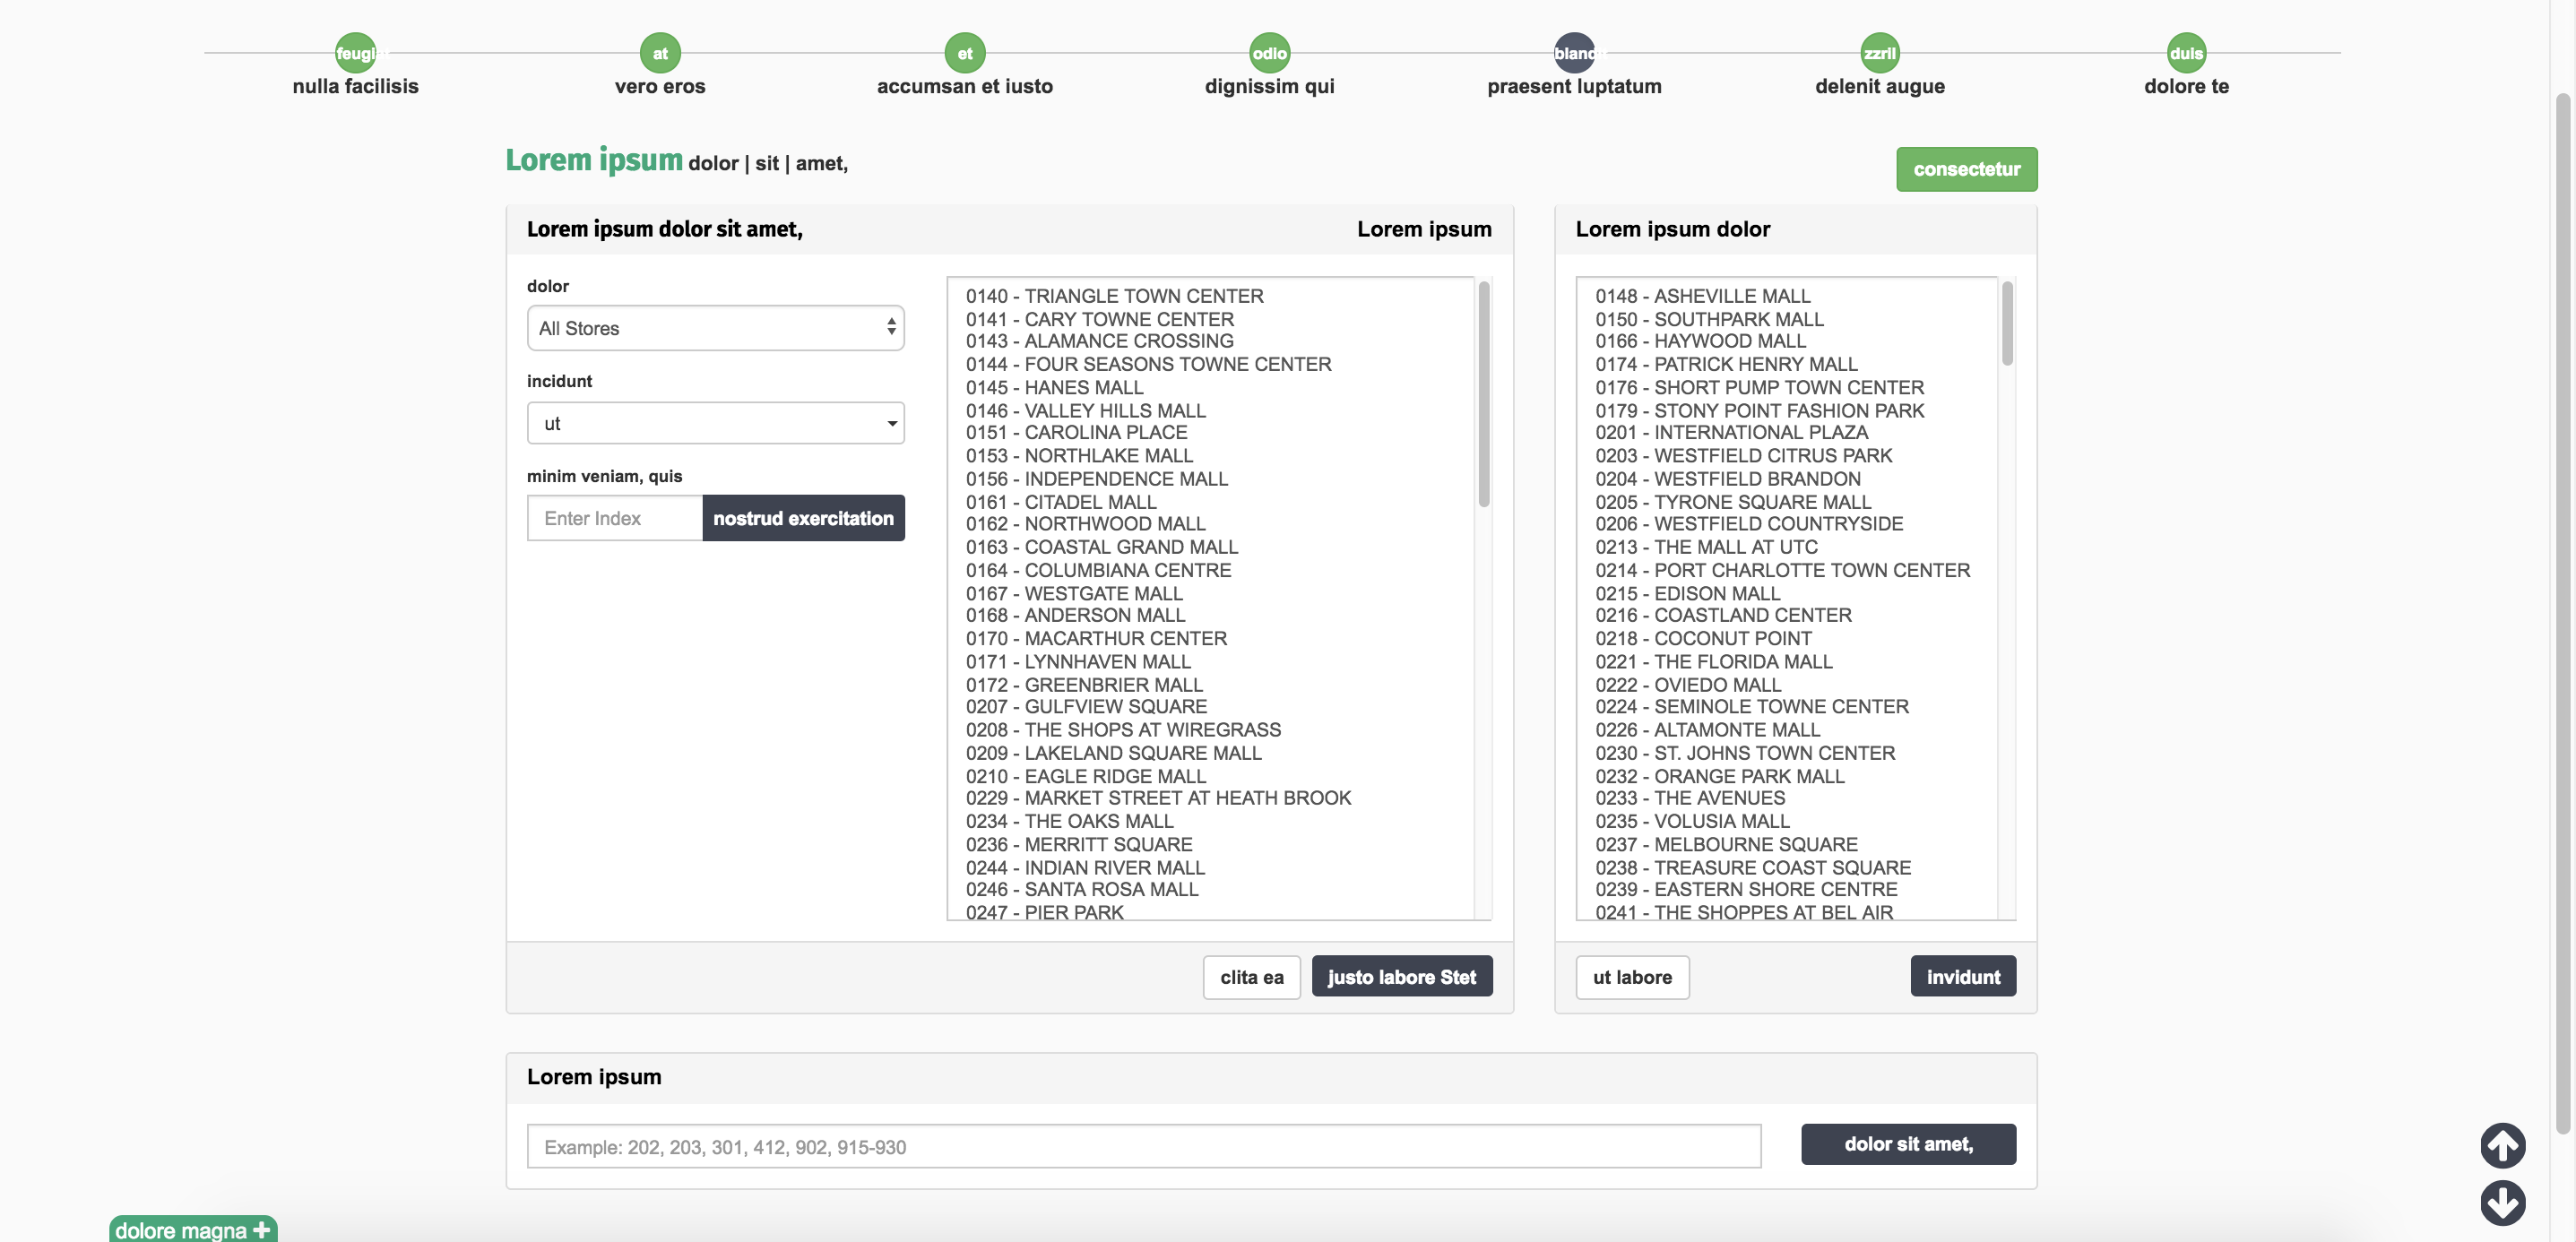 feugi at et odio bland zzril duis
nulla facilisis vero eros accumsan et iusto dignissim qui praesent luptatum delenit augue dolore te
Lorem ipsum dolor | sit | amet,
consectetur
Lorem ipsum dolor sit amet, Lorem ipsum
dolor
All Stores
incidunt
ut
minim veniam, quis
Enter Index nostrud exercitation
0140 - TRIANGLE TOWN CENTER
0141 - CARY TOWNE CENTER
0143 - ALAMANCE CROSSING
0144 - FOUR SEASONS TOWNE CENTER
0145 - HANES MALL
0146 - VALLEY HILLS MALL
0151 - CAROLINA PLACE
0153 - NORTHLAKE MALL
0156 - INDEPENDENCE MALL
0161 - CITADEL MALL
0162 - NORTHWOOD MALL
0163 - COASTAL GRAND MALL
0164 - COLUMBIANA CENTRE
0167 - WESTGATE MALL
0168 - ANDERSON MALL
0170 - MACARTHUR CENTER
0171 - LYNNHAVEN MALL
0172 - GREENBRIER MALL
0207 - GULFVIEW SQUARE
0208 - THE SHOPS AT WIREGRASS
0209 - LAKELAND SQUARE MALL
0210 - EAGLE RIDGE MALL
0229 - MARKET STREET AT HEATH BROOK
0234 - THE OAKS MALL
0236 - MERRITT SQUARE
0244 - INDIAN RIVER MALL
0246 - SANTA ROSA MALL
0247 - PIER PARK
clita ea justo labore Stet
Lorem ipsum dolor
0148 - ASHEVILLE MALL
0150 - SOUTHPARK MALL
0166 - HAYWOOD MALL
0174 - PATRICK HENRY MALL
0176 - SHORT PUMP TOWN CENTER
0179 - STONY POINT FASHION PARK
0201 - INTERNATIONAL PLAZA
0203 - WESTFIELD CITRUS PARK
0204 - WESTFIELD BRANDON
0205 - TYRONE SQUARE MALL
0206 - WESTFIELD COUNTRYSIDE
0213 - THE MALL AT UTC
0214 - PORT CHARLOTTE TOWN CENTER
0215 - EDISON MALL
0216 - COASTLAND CENTER
0218 - COCONUT POINT
0221 - THE FLORIDA MALL
0222 - OVIEDO MALL
0224 - SEMINOLE TOWNE CENTER
0226 - ALTAMONTE MALL
0230 - ST. JOHNS TOWN CENTER
0232 - ORANGE PARK MALL
0233 - THE AVENUES
0235 - VOLUSIA MALL
0237 - MELBOURNE SQUARE
0238 - TREASURE COAST SQUARE
0239 - EASTERN SHORE CENTRE
0241 - THE SHOPPES AT BEL AIR
ut labore invidunt
Lorem ipsum
Example: 202, 203, 301, 412, 902, 915-930
dolor sit amet,
dolore magna +